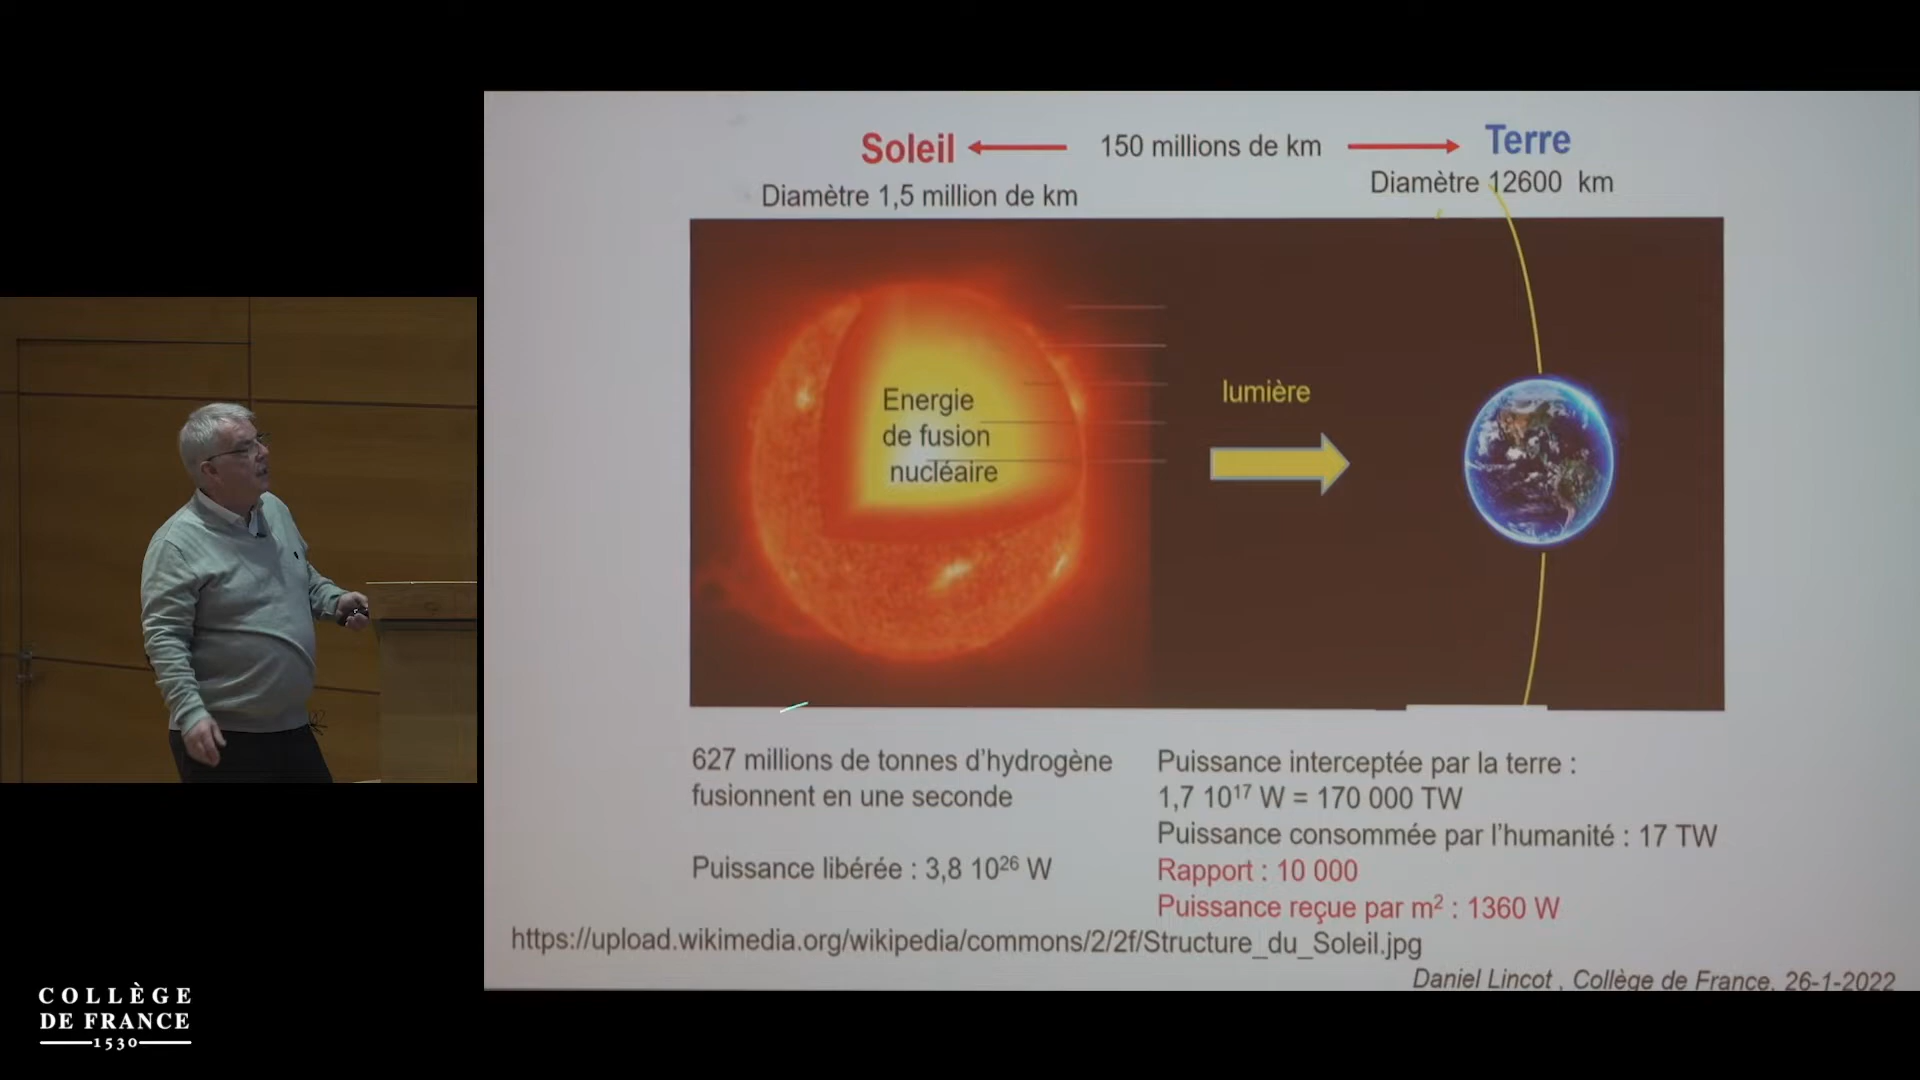 Soleil
150 millions de km
Terre
Diamètre 1,5 million de km
Diamètre 12600 km
Energie
de fusion
nucléaire
lumière
627 millions de tonnes d'hydrogène
fusionnent en une seconde
Puissance libérée : 3,8 10²⁶ W
Puissance interceptée par la terre :
1,7 10¹⁷ W = 170 000 TW
Puissance consommée par l'humanité : 17 TW
Rapport : 10 000
Puissance reçue par m² : 1360 W
https://upload.wikimedia.org/wikipedia/commons/2/2f/Structure_du_Soleil.jpg
Daniel Lincot , Collège de France, 26-1-2022
COLLÈGE
DE FRANCE
1530